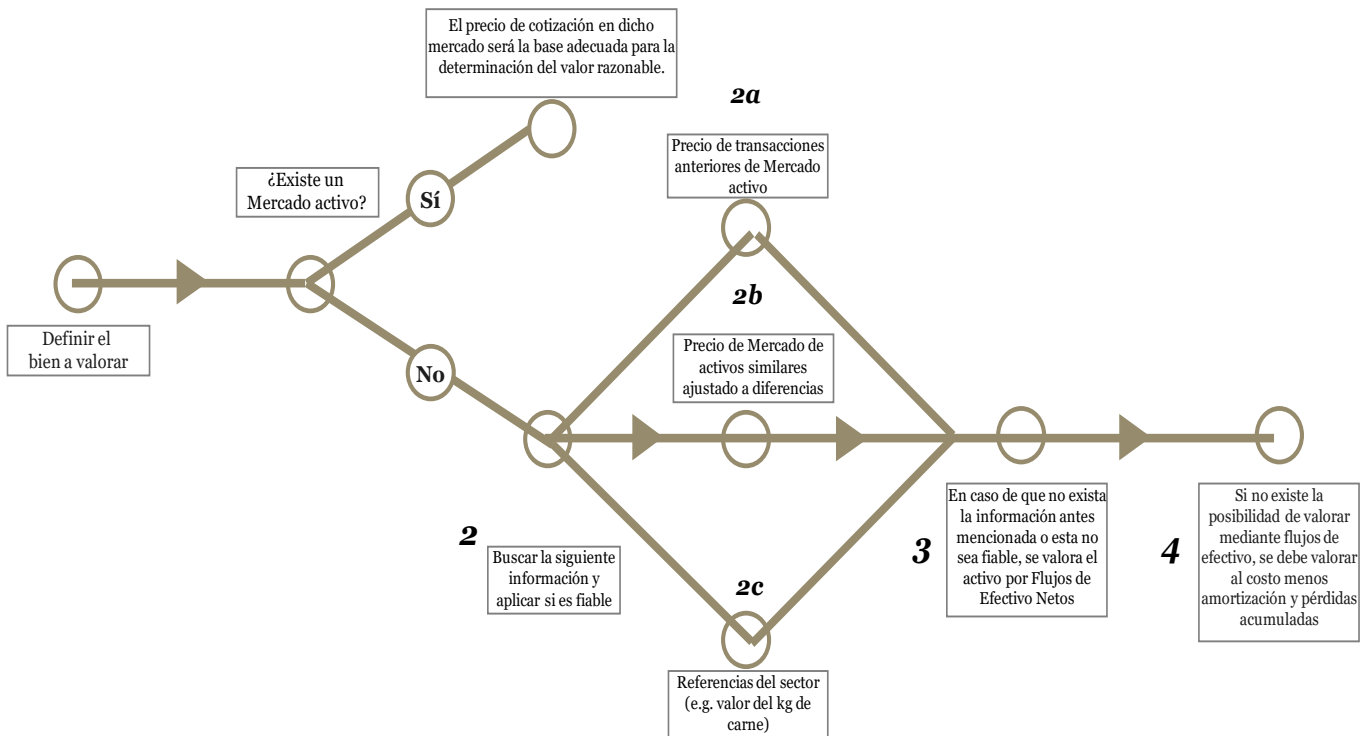 El precio de cotización en dicho
mercado será la base adecuada para la
determinación del valor razonable.
¿Existe un
Mercado activo?
Sí
Definir el
bien a valorar
No
2
Buscar la siguiente
información y
aplicar si es fiable
2a
Precio de transacciones
anteriores de Mercado
activo
2b
Precio de Mercado de
activos similares
ajustado a diferencias
2c
Referencias del sector
(e.g. valor del kg de
carne)
3
En caso de que no exista
la información antes
mencionada o esta no
sea fiable, se valora el
activo por Flujos de
Efectivo Netos
4
Si no existe la
posibilidad de valorar
mediante flujos de
efectivo, se debe valorar
al costo menos
amortización y pérdidas
acumuladas